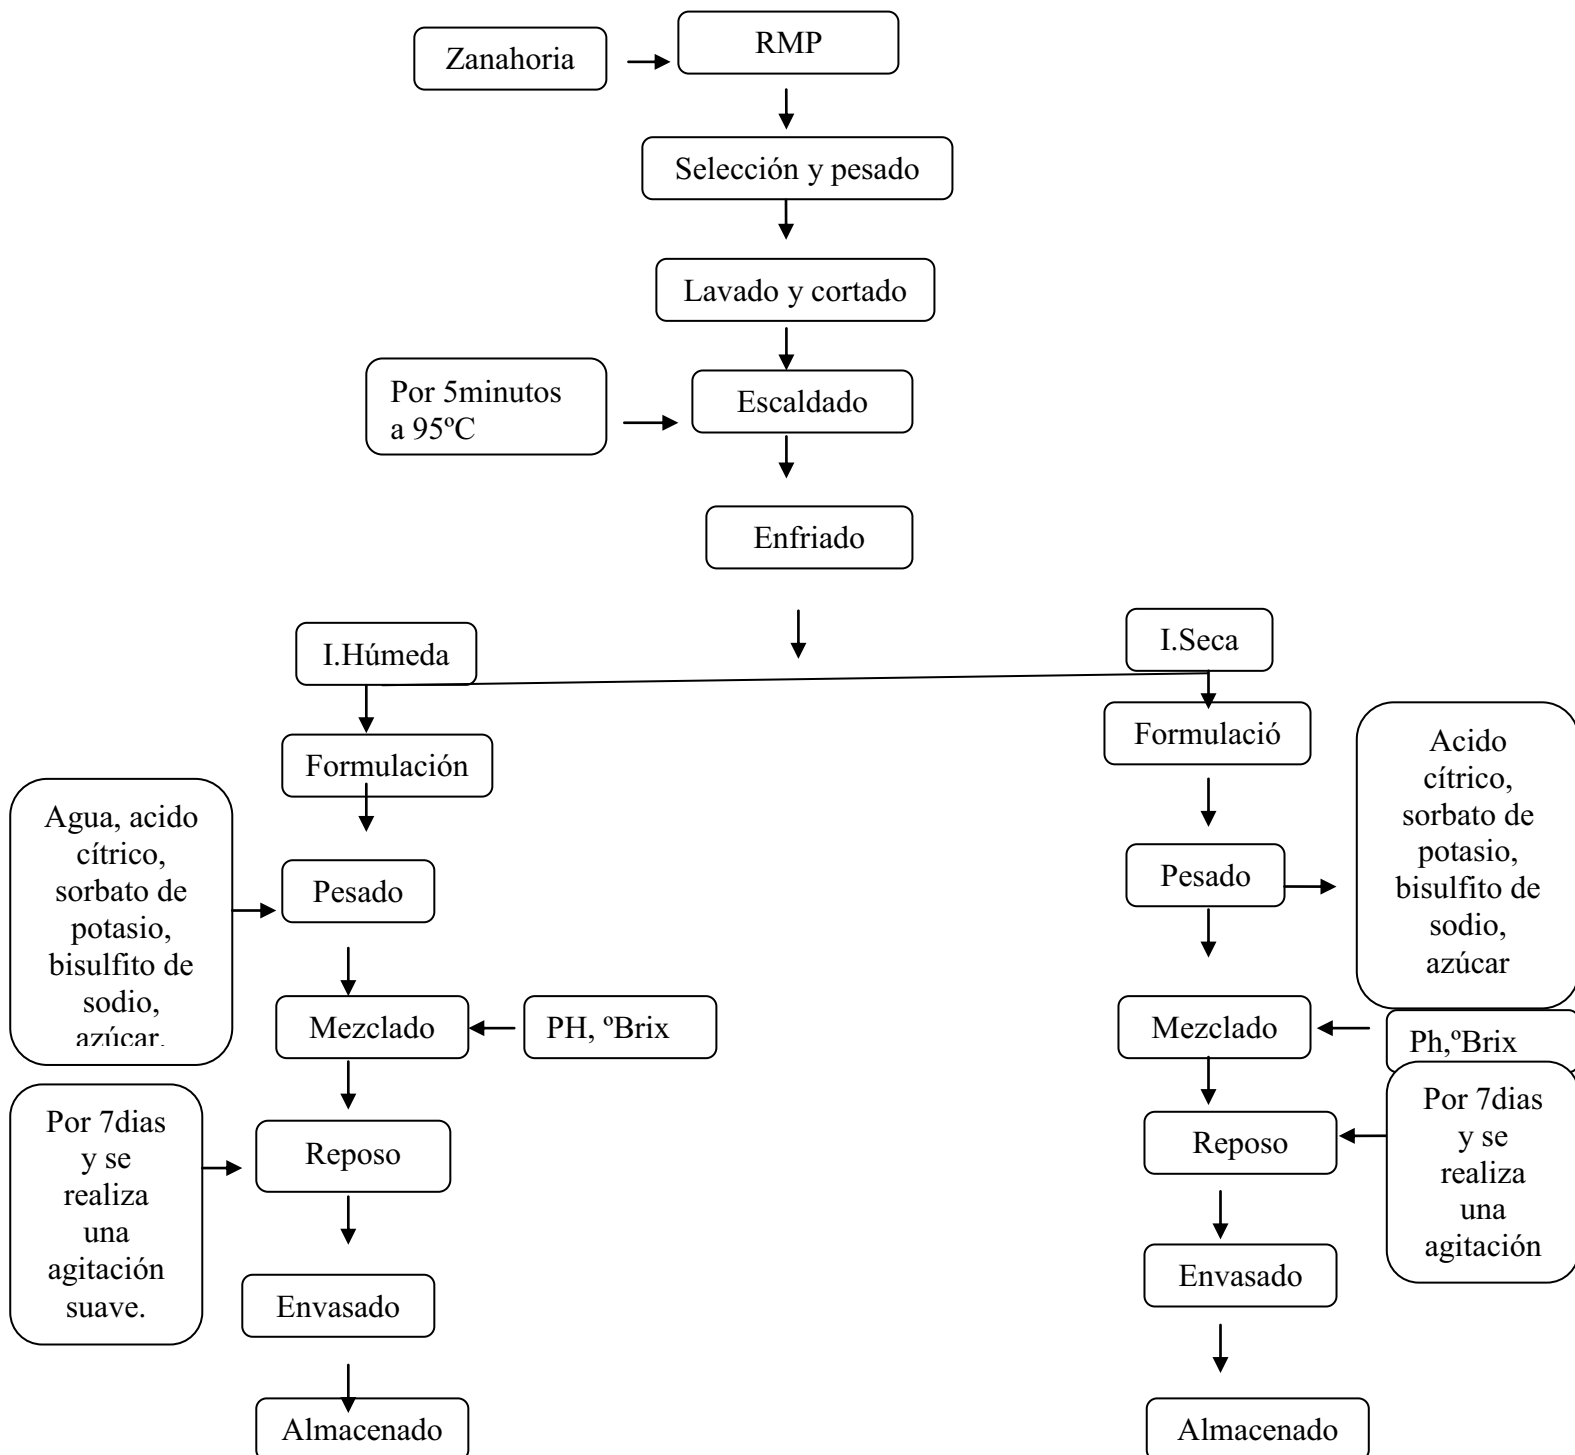 RMP
Zanahoria
Selección y pesado
Lavado y cortado
Por 5minutos
a 95ºC
Escaldado
Enfriado
I.Húmeda
I.Seca
Formulación
Formulació
Agua, acido
cítrico,
sorbato de
potasio,
bisulfito de
sodio,
azúcar.
Pesado
Pesado
Acido
cítrico,
sorbato de
potasio,
bisulfito de
sodio,
azúcar
Mezclado
PH, ºBrix
Mezclado
Ph,ºBrix
Por 7dias
y se
realiza
una
agitación
suave.
Reposo
Reposo
Por 7dias
y se
realiza
una
agitación
Envasado
Envasado
Almacenado
Almacenado